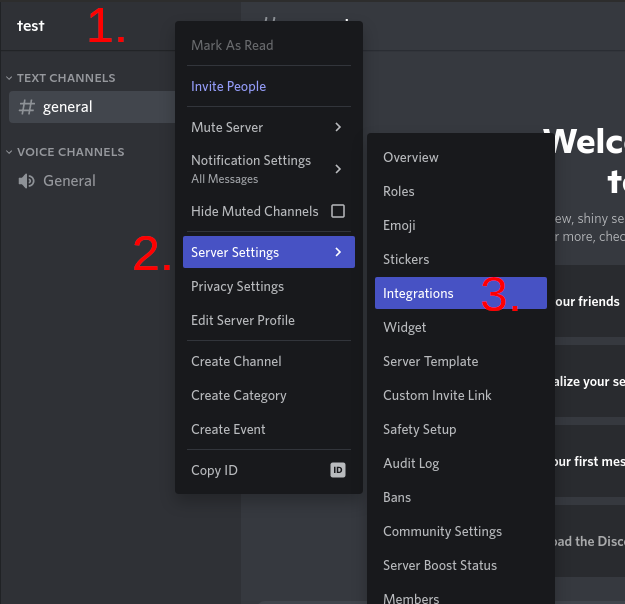 test
1.
Mark As Read
TEXT CHANNELS
Invite People
# general
Mute Server
VOICE CHANNELS
Notification Settings
All Messages
General
Hide Muted Channels
2.
Server Settings
Privacy Settings
Edit Server Profile
Create Channel
Create Category
Create Event
Copy ID
ID
Overview
Roles
Emoji
Stickers
Integrations
3.
Widget
Server Template
Custom Invite Link
Safety Setup
Audit Log
Bans
Community Settings
Server Boost Status
Members
Welc
to
ew, shiny se
r more, chec
our friends
alize your se
our first mes
oad the Disc